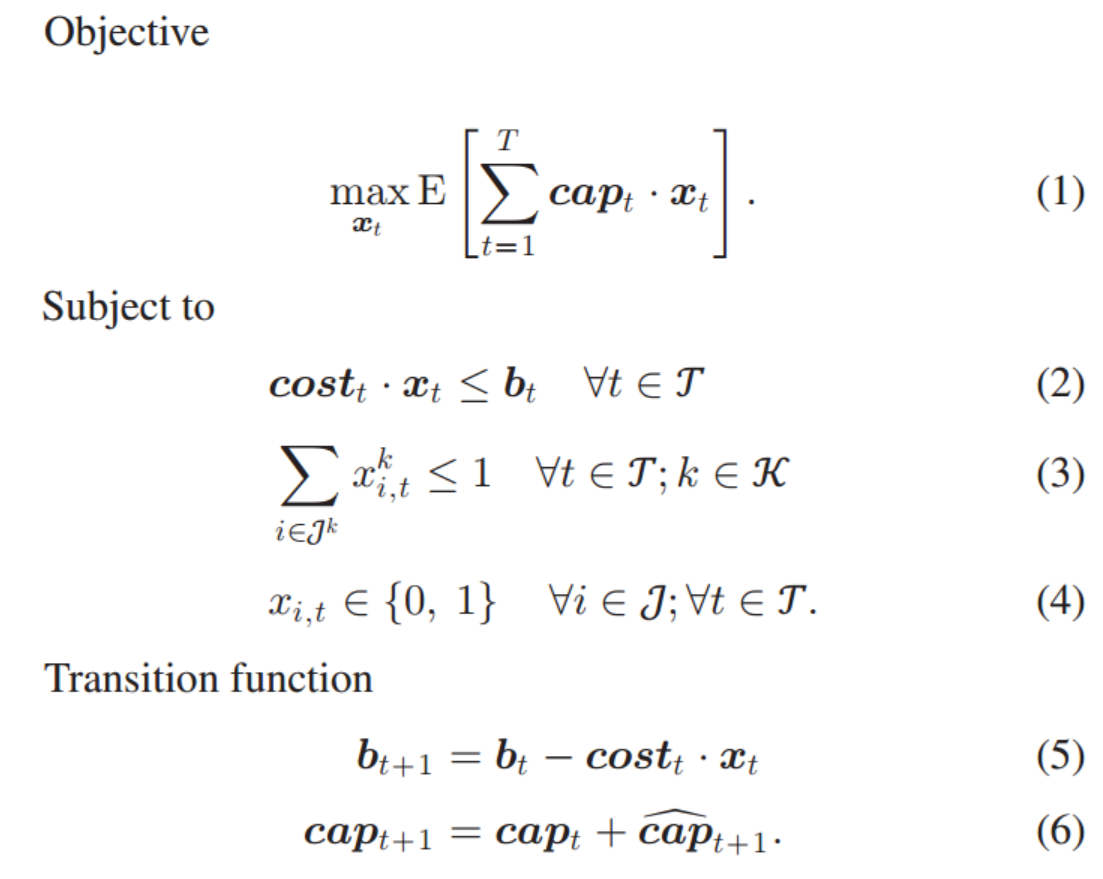 Objective
$$\max_{\boldsymbol{x}_t} \mathrm{E} \left[ \sum_{t=1}^{T} \boldsymbol{cap}_t \cdot \boldsymbol{x}_t \right]. \quad (1)$$
Subject to
$$\boldsymbol{cost}_t \cdot \boldsymbol{x}_t \leq \boldsymbol{b}_t \quad \forall t \in \mathcal{T} \quad (2)$$
$$\sum_{i \in \mathcal{J}^k} x_{i,t}^k \leq 1 \quad \forall t \in \mathcal{T}; k \in \mathcal{K} \quad (3)$$
$$x_{i,t} \in \{0, 1\} \quad \forall i \in \mathcal{J}; \forall t \in \mathcal{T}. \quad (4)$$
Transition function
$$\boldsymbol{b}_{t+1} = \boldsymbol{b}_t - \boldsymbol{cost}_t \cdot \boldsymbol{x}_t \quad (5)$$
$$\boldsymbol{cap}_{t+1} = \boldsymbol{cap}_t + \widehat{\boldsymbol{cap}}_{t+1}. \quad (6)$$